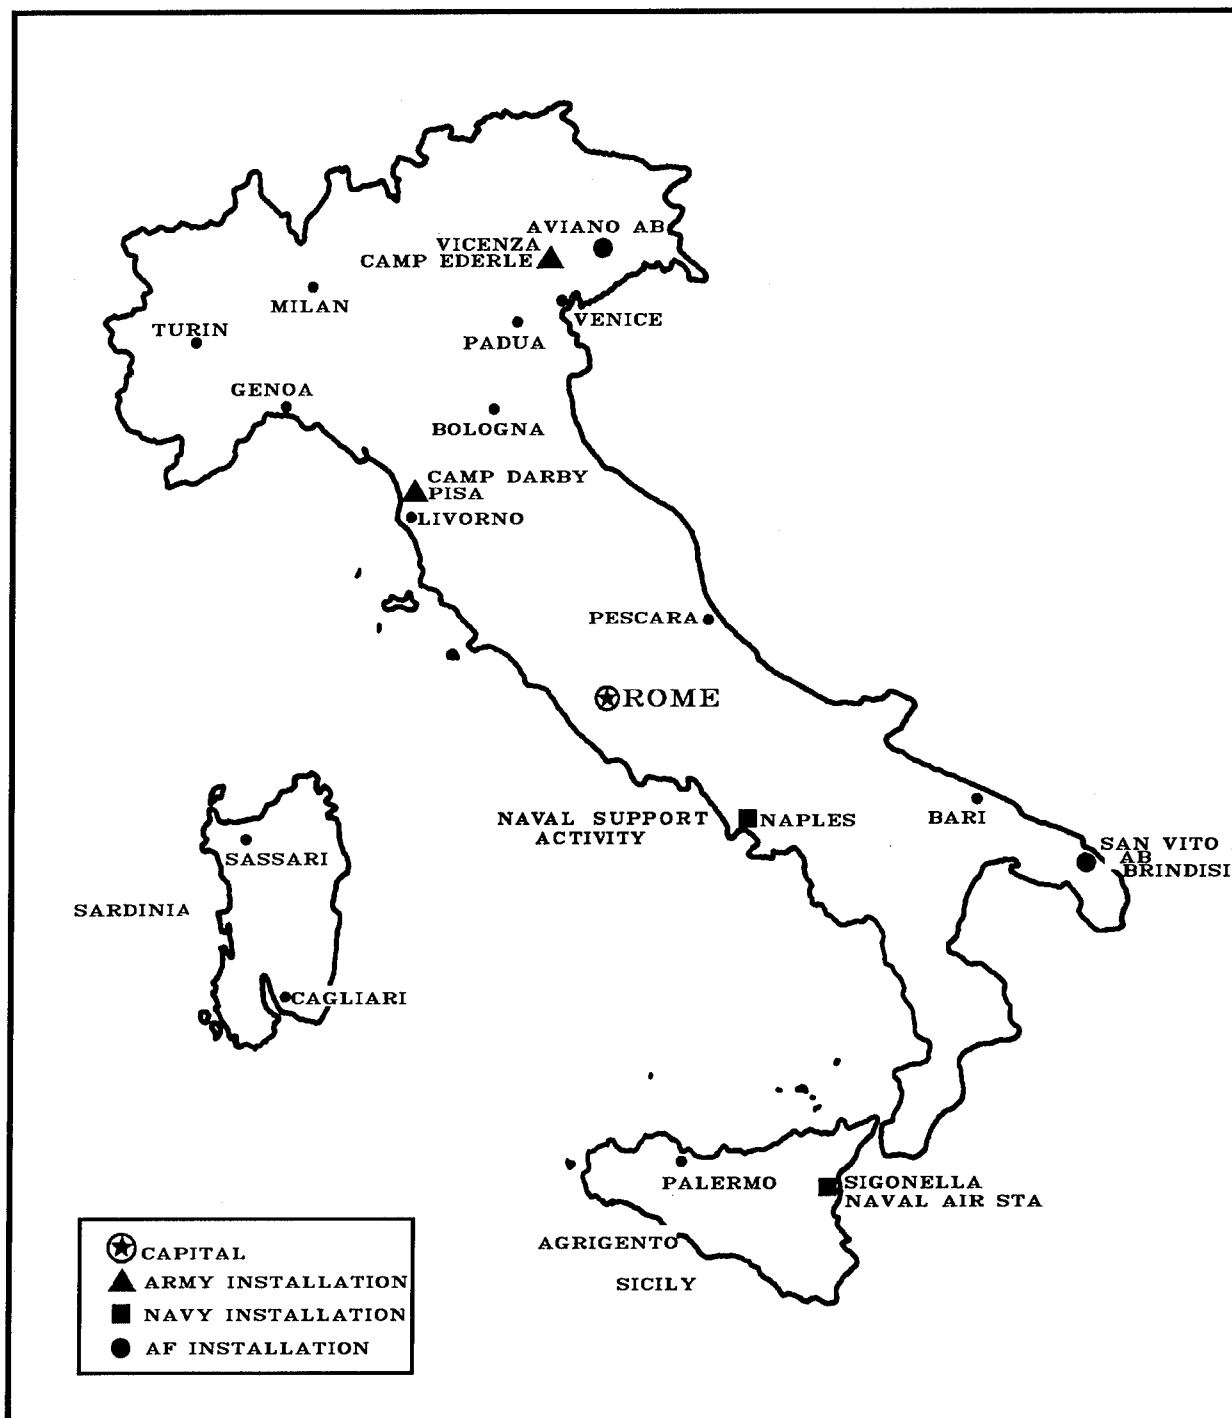 AVIANO AB
VICENZA
CAMP EDERLE
MILAN
VENICE
TURIN
PADUA
GENOA
BOLOGNA
CAMP DARBY
PISA
LIVORNO
PESCARA
ROME
NAVAL SUPPORT
ACTIVITY
NAPLES
BARI
SAN VITO
AB
BRINDISI
SASSARI
SARDINIA
CAGLIARI
PALERMO
SIGONELLA
NAVAL AIR STA
AGRIGENTO
SICILY
CAPITAL
ARMY INSTALLATION
NAVY INSTALLATION
AF INSTALLATION